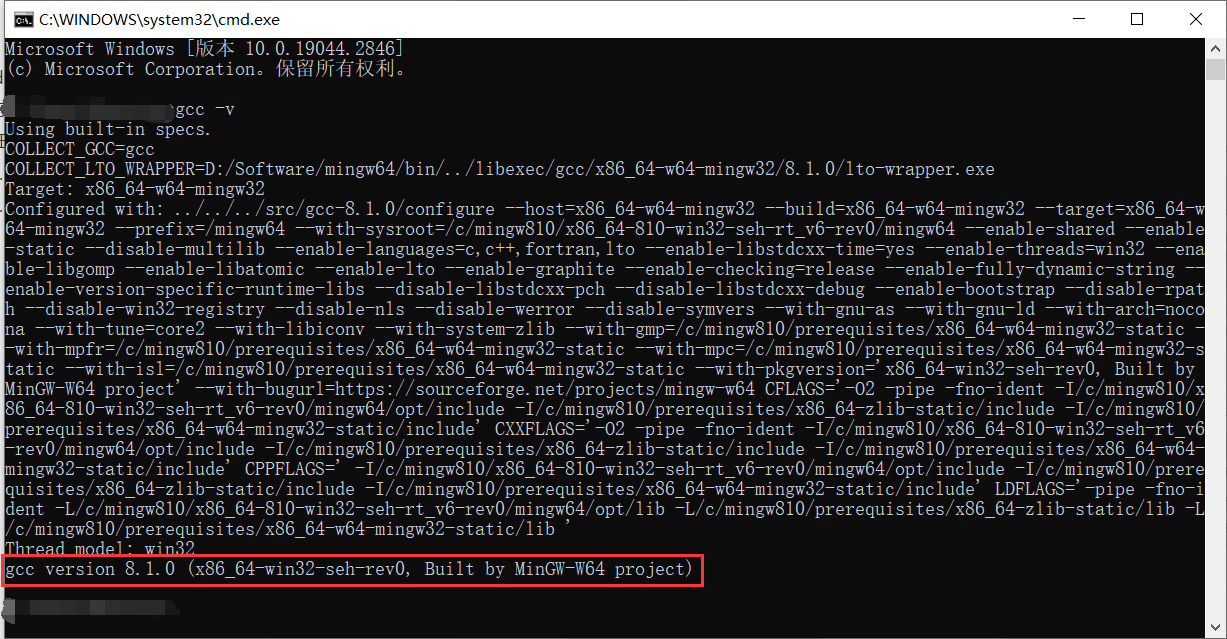 C:\WINDOWS\system32\cmd.exe
Microsoft Windows [版本 10.0.19044.2846]
(c) Microsoft Corporation。保留所有权利。
gcc -v
Using built-in specs.
COLLECT_GCC=gcc
COLLECT_LTO_WRAPPER=D:/Software/mingw64/bin/../libexec/gcc/x86_64-w64-mingw32/8.1.0/lto-wrapper.exe
Target: x86_64-w64-mingw32
Configured with: ../../../src/gcc-8.1.0/configure --host=x86_64-w64-mingw32 --build=x86_64-w64-mingw32 --target=x86_64-w
64-mingw32 --prefix=/mingw64 --with-sysroot=/c/mingw810/x86_64-810-win32-seh-rt_v6-rev0/mingw64 --enable-shared --enable
-static --disable-multilib --enable-languages=c,c++,fortran,lto --enable-libstdcxx-time=yes --enable-threads=win32 --ena
ble-libgomp --enable-libatomic --enable-lto --enable-graphite --enable-checking=release --enable-fully-dynamic-string --
enable-version-specific-runtime-libs --disable-libstdcxx-pch --disable-libstdcxx-debug --enable-bootstrap --disable-rpat
h --disable-win32-registry --disable-nls --disable-werror --disable-symvers --with-gnu-as --with-gnu-ld --with-arch=noco
na --with-tune=core2 --with-libiconv --with-system-zlib --with-gmp=/c/mingw810/prerequisites/x86_64-w64-mingw32-static -
-with-mpfr=/c/mingw810/prerequisites/x86_64-w64-mingw32-static --with-mpc=/c/mingw810/prerequisites/x86_64-w64-mingw32-s
tatic --with-isl=/c/mingw810/prerequisites/x86_64-w64-mingw32-static --with-pkgversion='x86_64-win32-seh-rev0, Built by
MinGW-W64 project' --with-bugurl=https://sourceforge.net/projects/mingw-w64 CFLAGS='-O2 -pipe -fno-ident -I/c/mingw810/x
86_64-810-win32-seh-rt_v6-rev0/mingw64/opt/include -I/c/mingw810/prerequisites/x86_64-zlib-static/include -I/c/mingw810/
prerequisites/x86_64-w64-mingw32-static/include' CXXFLAGS='-O2 -pipe -fno-ident -I/c/mingw810/x86_64-810-win32-seh-rt_v6
-rev0/mingw64/opt/include -I/c/mingw810/prerequisites/x86_64-zlib-static/include -I/c/mingw810/prerequisites/x86_64-w64-
mingw32-static/include' CPPFLAGS=' -I/c/mingw810/x86_64-810-win32-seh-rt_v6-rev0/mingw64/opt/include -I/c/mingw810/prere
quisites/x86_64-zlib-static/include -I/c/mingw810/prerequisites/x86_64-w64-mingw32-static/include' LDFLAGS='-pipe -fno-i
dent -L/c/mingw810/x86_64-810-win32-seh-rt_v6-rev0/mingw64/opt/lib -L/c/mingw810/prerequisites/x86_64-zlib-static/lib -L
/c/mingw810/prerequisites/x86_64-w64-mingw32-static/lib '
Thread model: win32
gcc version 8.1.0 (x86_64-win32-seh-rev0, Built by MinGW-W64 project)